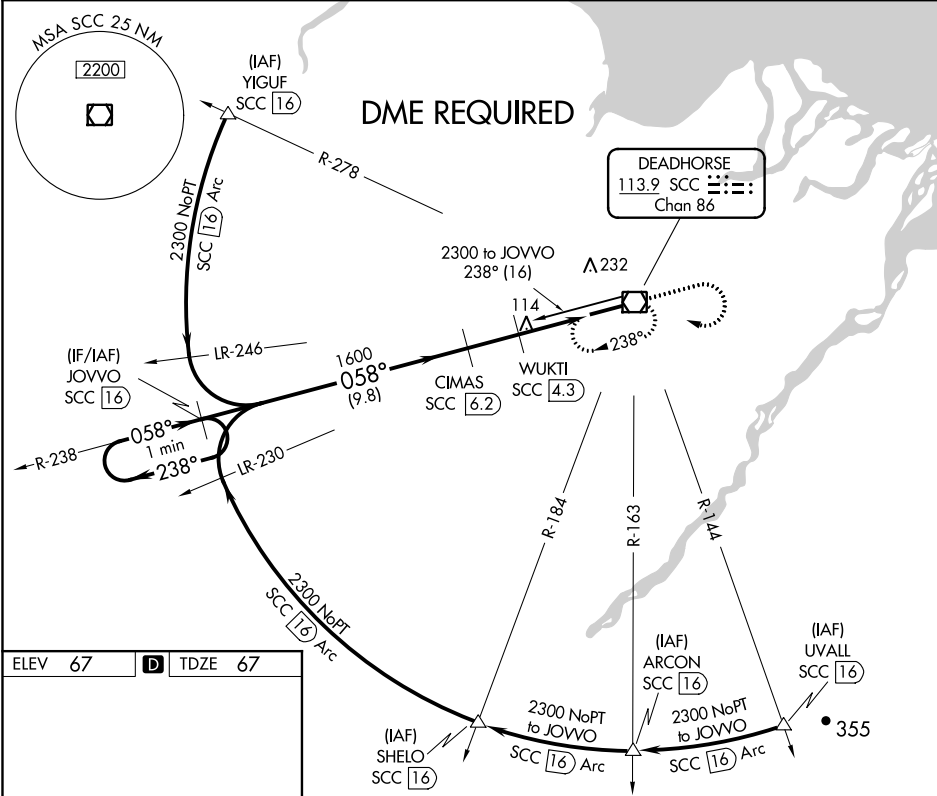 MSA SCC 25 NM
2200
(IAF)
YIGUF
SCC 16
DME REQUIRED
R-278
DEADHORSE
113.9 SCC
Chan 86
2300 NoPT
SCC 16 Arc
2300 to JOVVO
238° (16)
232
114
238°
LR-246
(IF/IAF)
JOVVO
SCC 16
1600
058°
(9.8)
CIMAS
SCC 6.2
WUKTI
SCC 4.3
058°
1 min
238°
R-238
LR-230
R-184
R-163
R-144
2300 NoPT
SCC 16 Arc
(IAF)
ARCON
SCC 16
(IAF)
UVALL
SCC 16
355
2300 NoPT
to JOVVO
SCC 16 Arc
2300 NoPT
to JOVVO
SCC 16 Arc
(IAF)
SHELO
SCC 16
ELEV 67 D TDZE 67